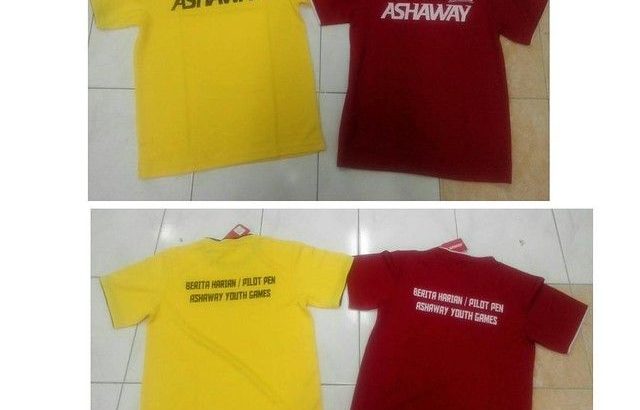 ASHAWAY
ASHAWAY
BERITA HARIAN / PILOT PEN
ASHAWAY YOUTH GAMES
BERITA HARIAN / PILOT PEN
ASHAWAY YOUTH GAMES